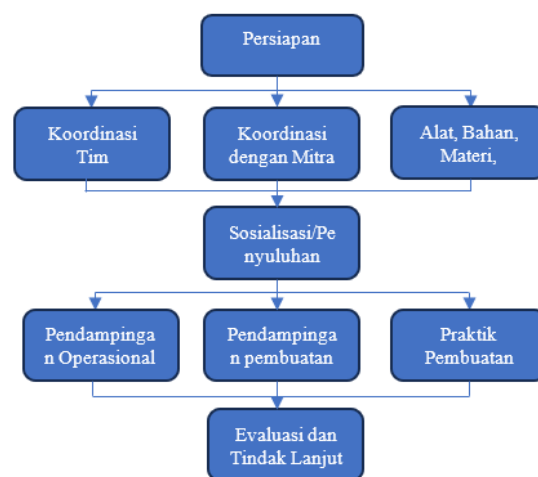 Persiapan
Koordinasi
Tim
Koordinasi
dengan Mitra
Alat, Bahan,
Materi,
Sosialisasi/Pe
nyuluhan
Pendampinga
n Operasional
Pendampinga
n pembuatan
Praktik
Pembuatan
Evaluasi dan
Tindak Lanjut